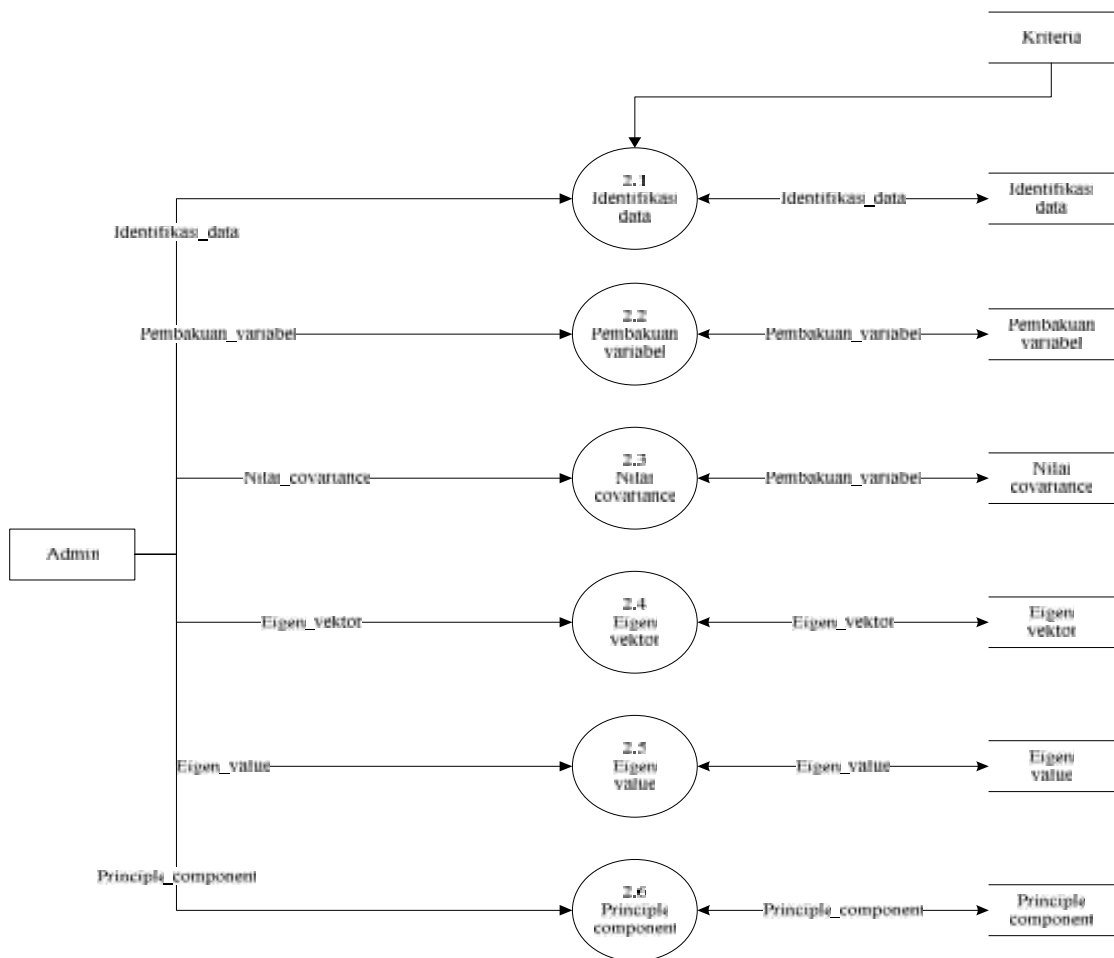 Kriteria
2.1
Identifikasi
data
Identifikasi_data
Identifikasi
data
Identifikasi_data
2.2
Pembakuan
variabel
Pembakuan_variabel
Pembakuan_variabel
Pembakuan
variabel
2.3
Nilai
covariance
Nilai_covariance
Pembakuan_variabel
Nilai
covariance
Admin
2.4
Eigen
vektor
Eigen_vektor
Eigen_vektor
Eigen
vektor
2.5
Eigen
value
Eigen_value
Eigen_value
Eigen
value
Principle_component
2.6
Principle
component
Principle_component
Principle
component